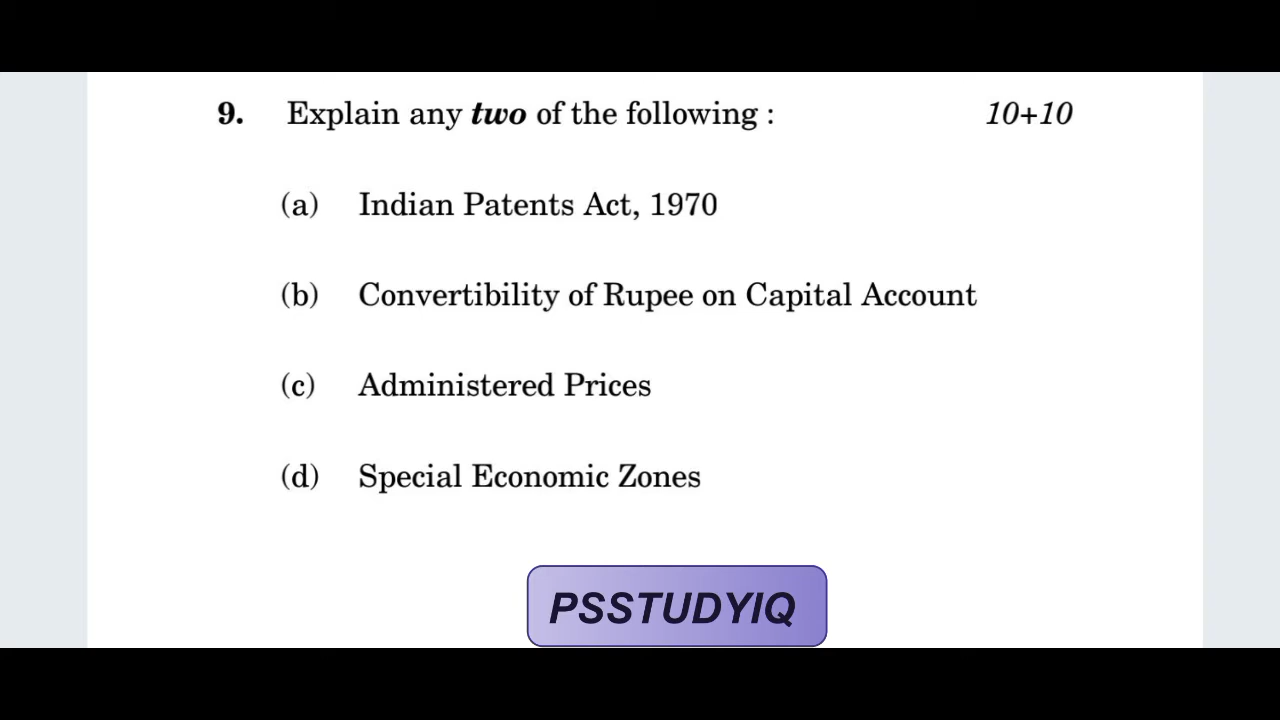 9. Explain any two of the following : 10+10
(a) Indian Patents Act, 1970
(b) Convertibility of Rupee on Capital Account
(c) Administered Prices
(d) Special Economic Zones
PSSTUDYIQ